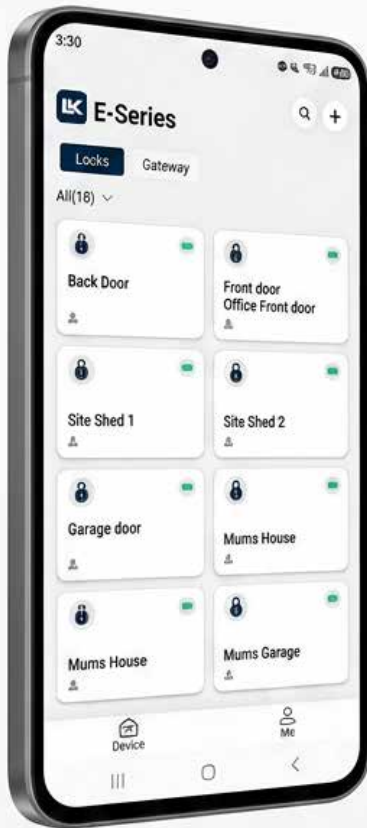 3:30
LK E-Series
Locks
Gateway
All(18)
Back Door
Front door
Office Front door
Site Shed 1
Site Shed 2
Garage door
Mums House
Mums House
Mums Garage
Device
Me